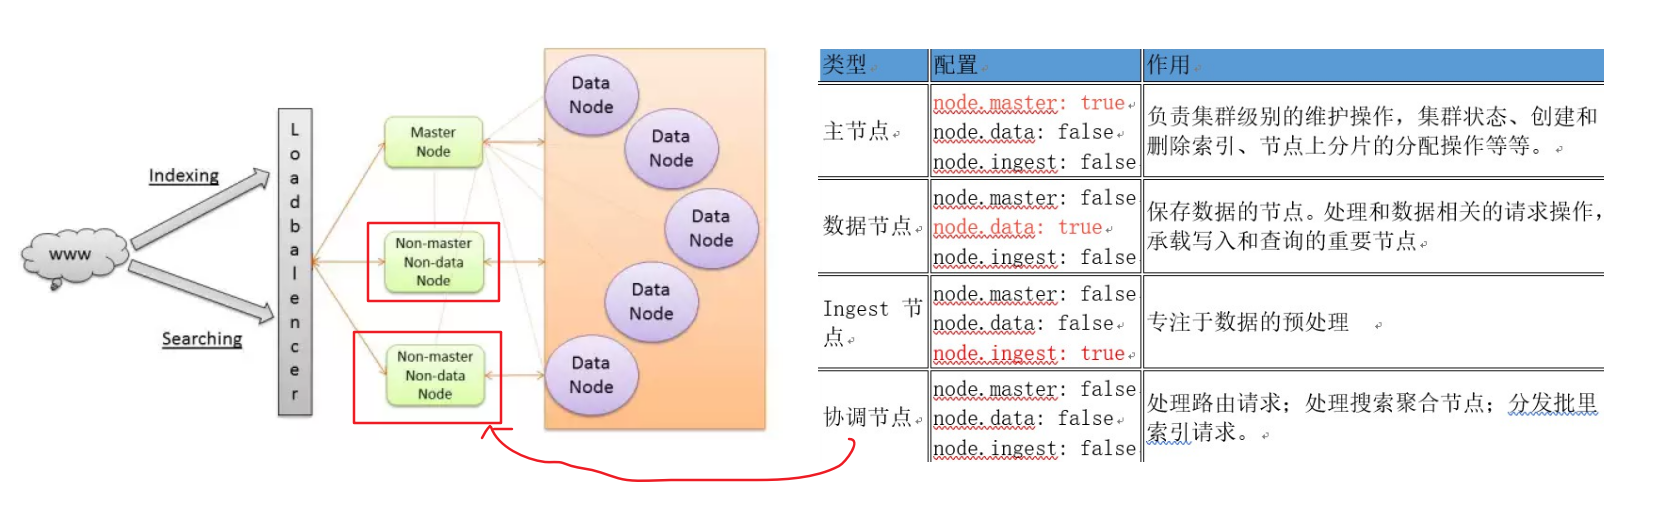 www
Indexing
Searching
Loadbalencer
Master
Node
Non-master
Non-data
Node
Non-master
Non-data
Node
Data
Node
Data
Node
Data
Node
Data
Node
Data
Node
类型 配置 作用
主节点
node.master: true
node.data: false
node.ingest: false
负责集群级别的维护操作，集群状态、创建和
删除索引、节点上分片的分配操作等等。
数据节点
node.master: false
node.data: true
node.ingest: false
保存数据的节点。处理和数据相关的请求操作，
承载写入和查询的重要节点
Ingest 节
点
node.master: false
node.data: false
node.ingest: true
专注于数据的预处理
协调节点
node.master: false
node.data: false
node.ingest: false
处理路由请求；处理搜索聚合节点；分发批里
索引请求。